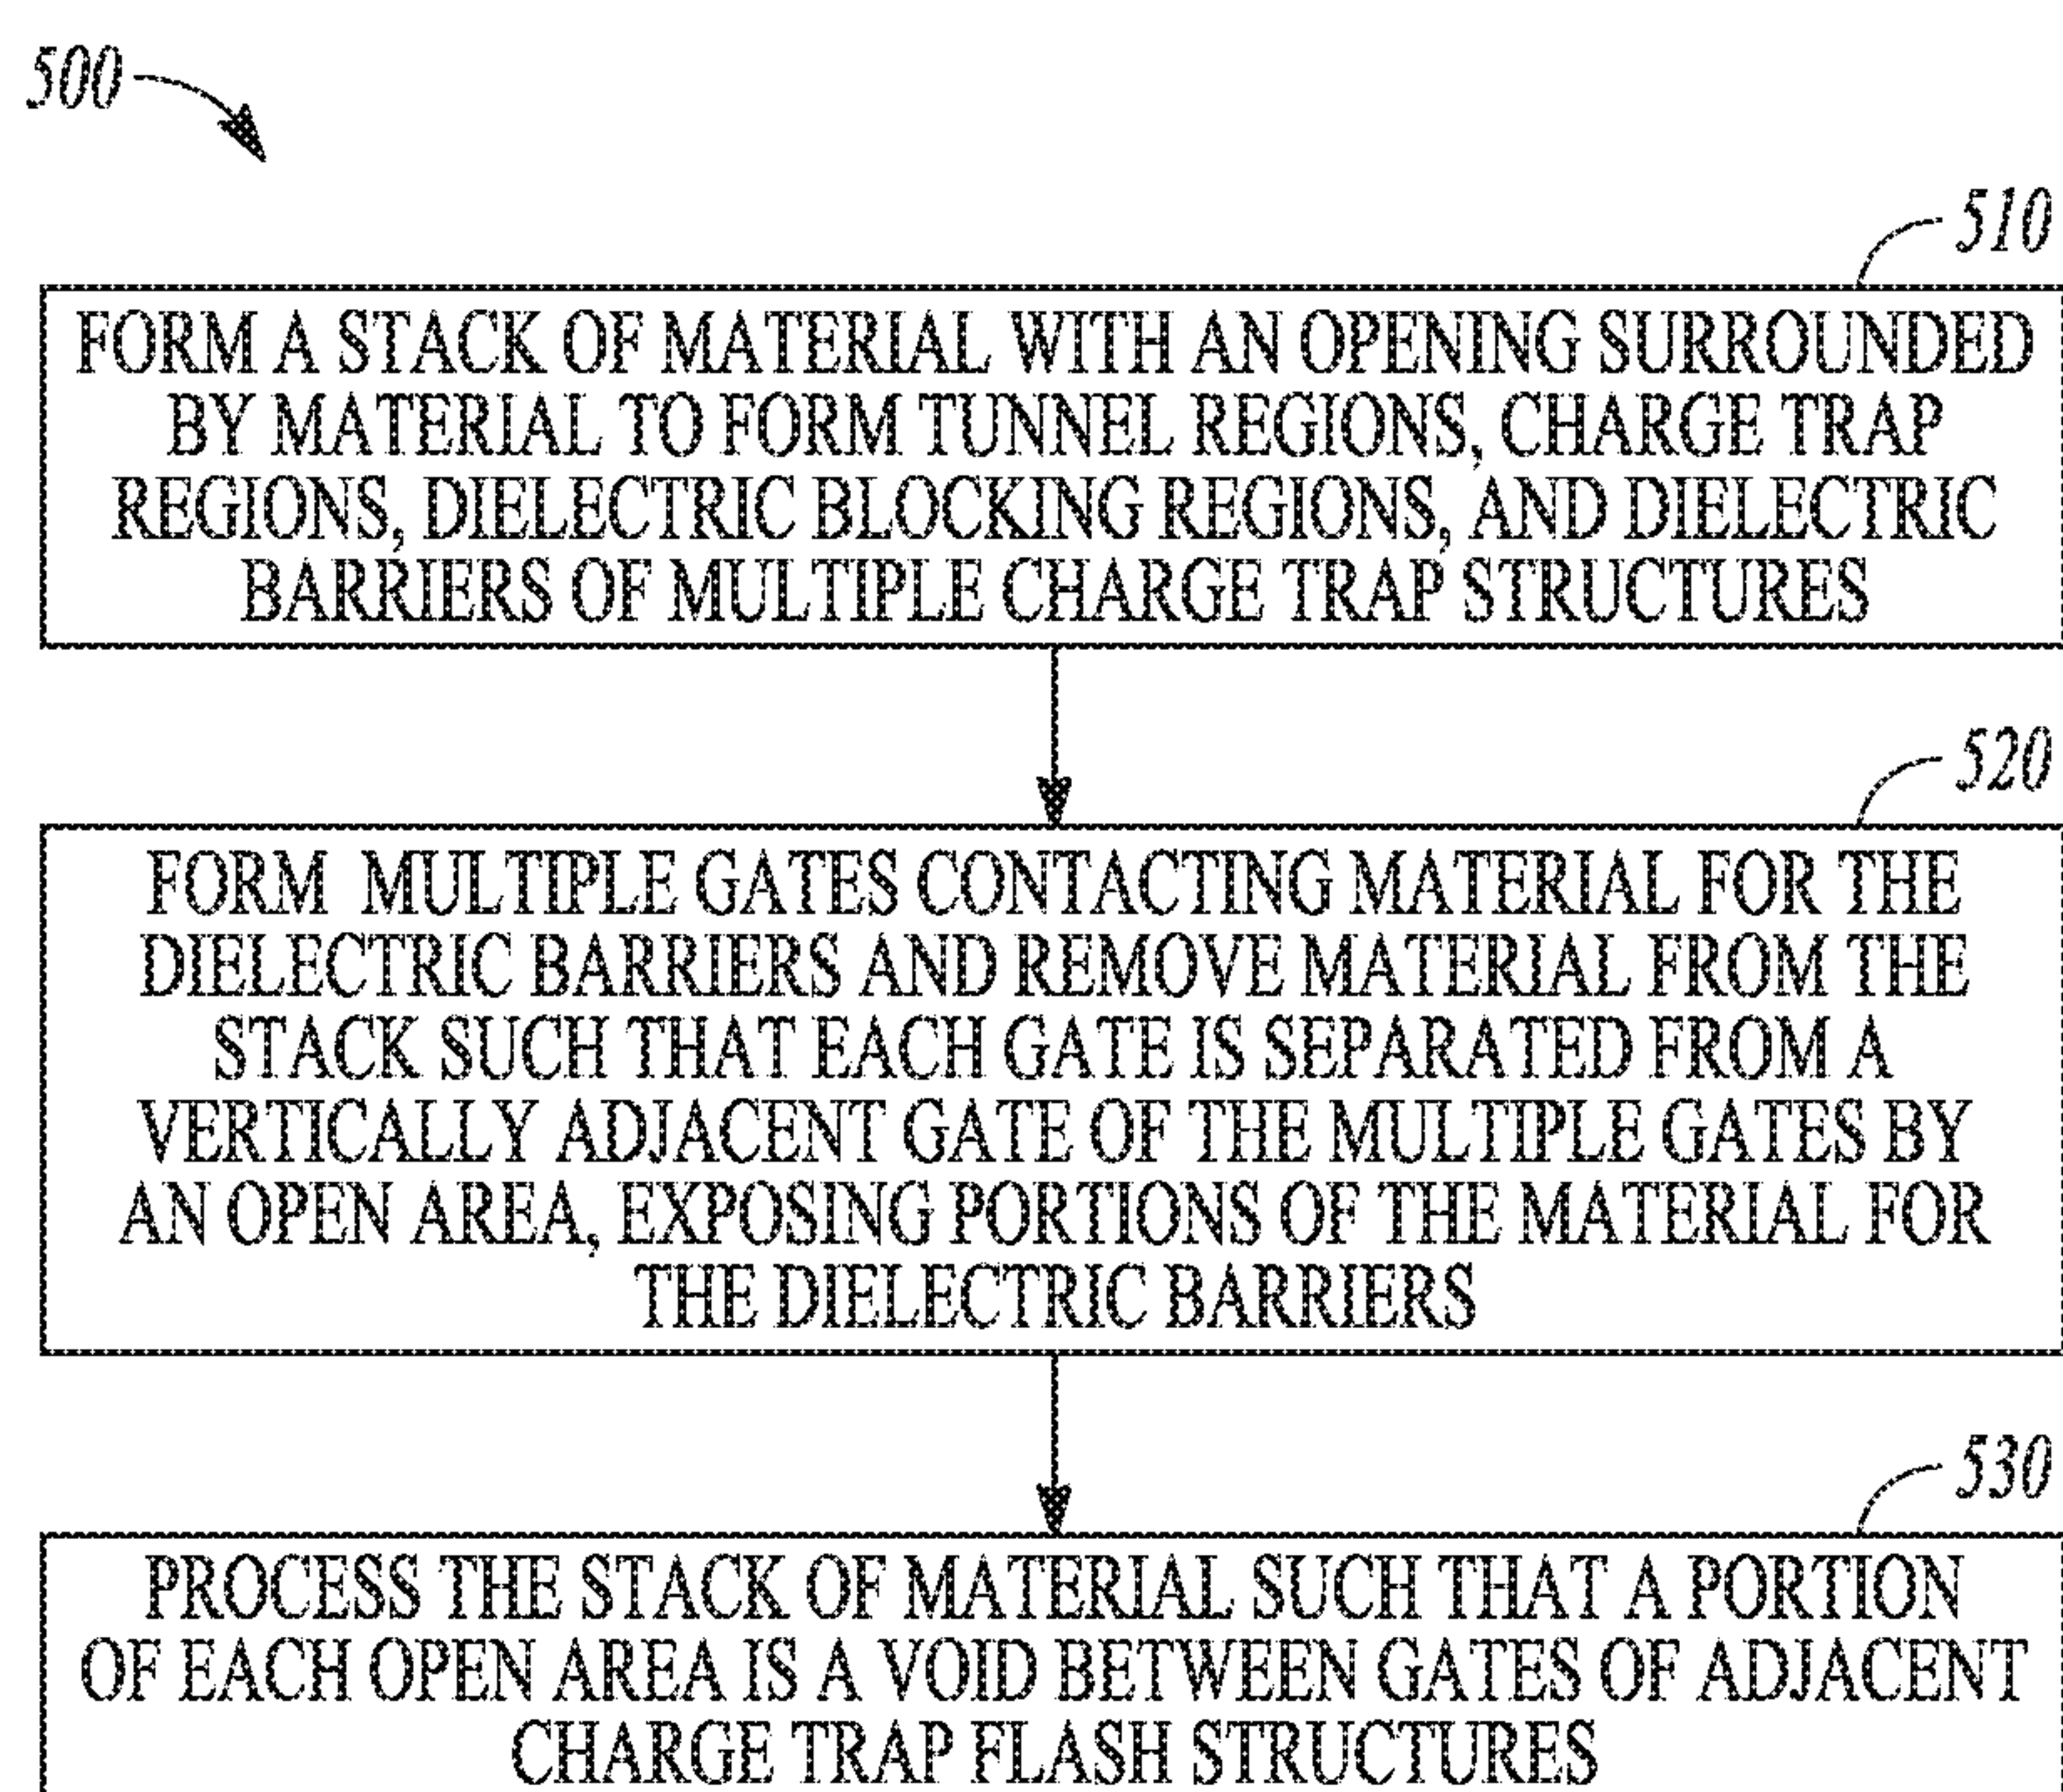 500
510
FORM A STACK OF MATERIAL WITH AN OPENING SURROUNDED
BY MATERIAL TO FORM TUNNEL REGIONS, CHARGE TRAP
REGIONS, DIELECTRIC BLOCKING REGIONS, AND DIELECTRIC
BARRIERS OF MULTIPLE CHARGE TRAP STRUCTURES
520
FORM MULTIPLE GATES CONTACTING MATERIAL FOR THE
DIELECTRIC BARRIERS AND REMOVE MATERIAL FROM THE
STACK SUCH THAT EACH GATE IS SEPARATED FROM A
VERTICALLY ADJACENT GATE OF THE MULTIPLE GATES BY
AN OPEN AREA, EXPOSING PORTIONS OF THE MATERIAL FOR
THE DIELECTRIC BARRIERS
530
PROCESS THE STACK OF MATERIAL SUCH THAT A PORTION
OF EACH OPEN AREA IS A VOID BETWEEN GATES OF ADJACENT
CHARGE TRAP FLASH STRUCTURES